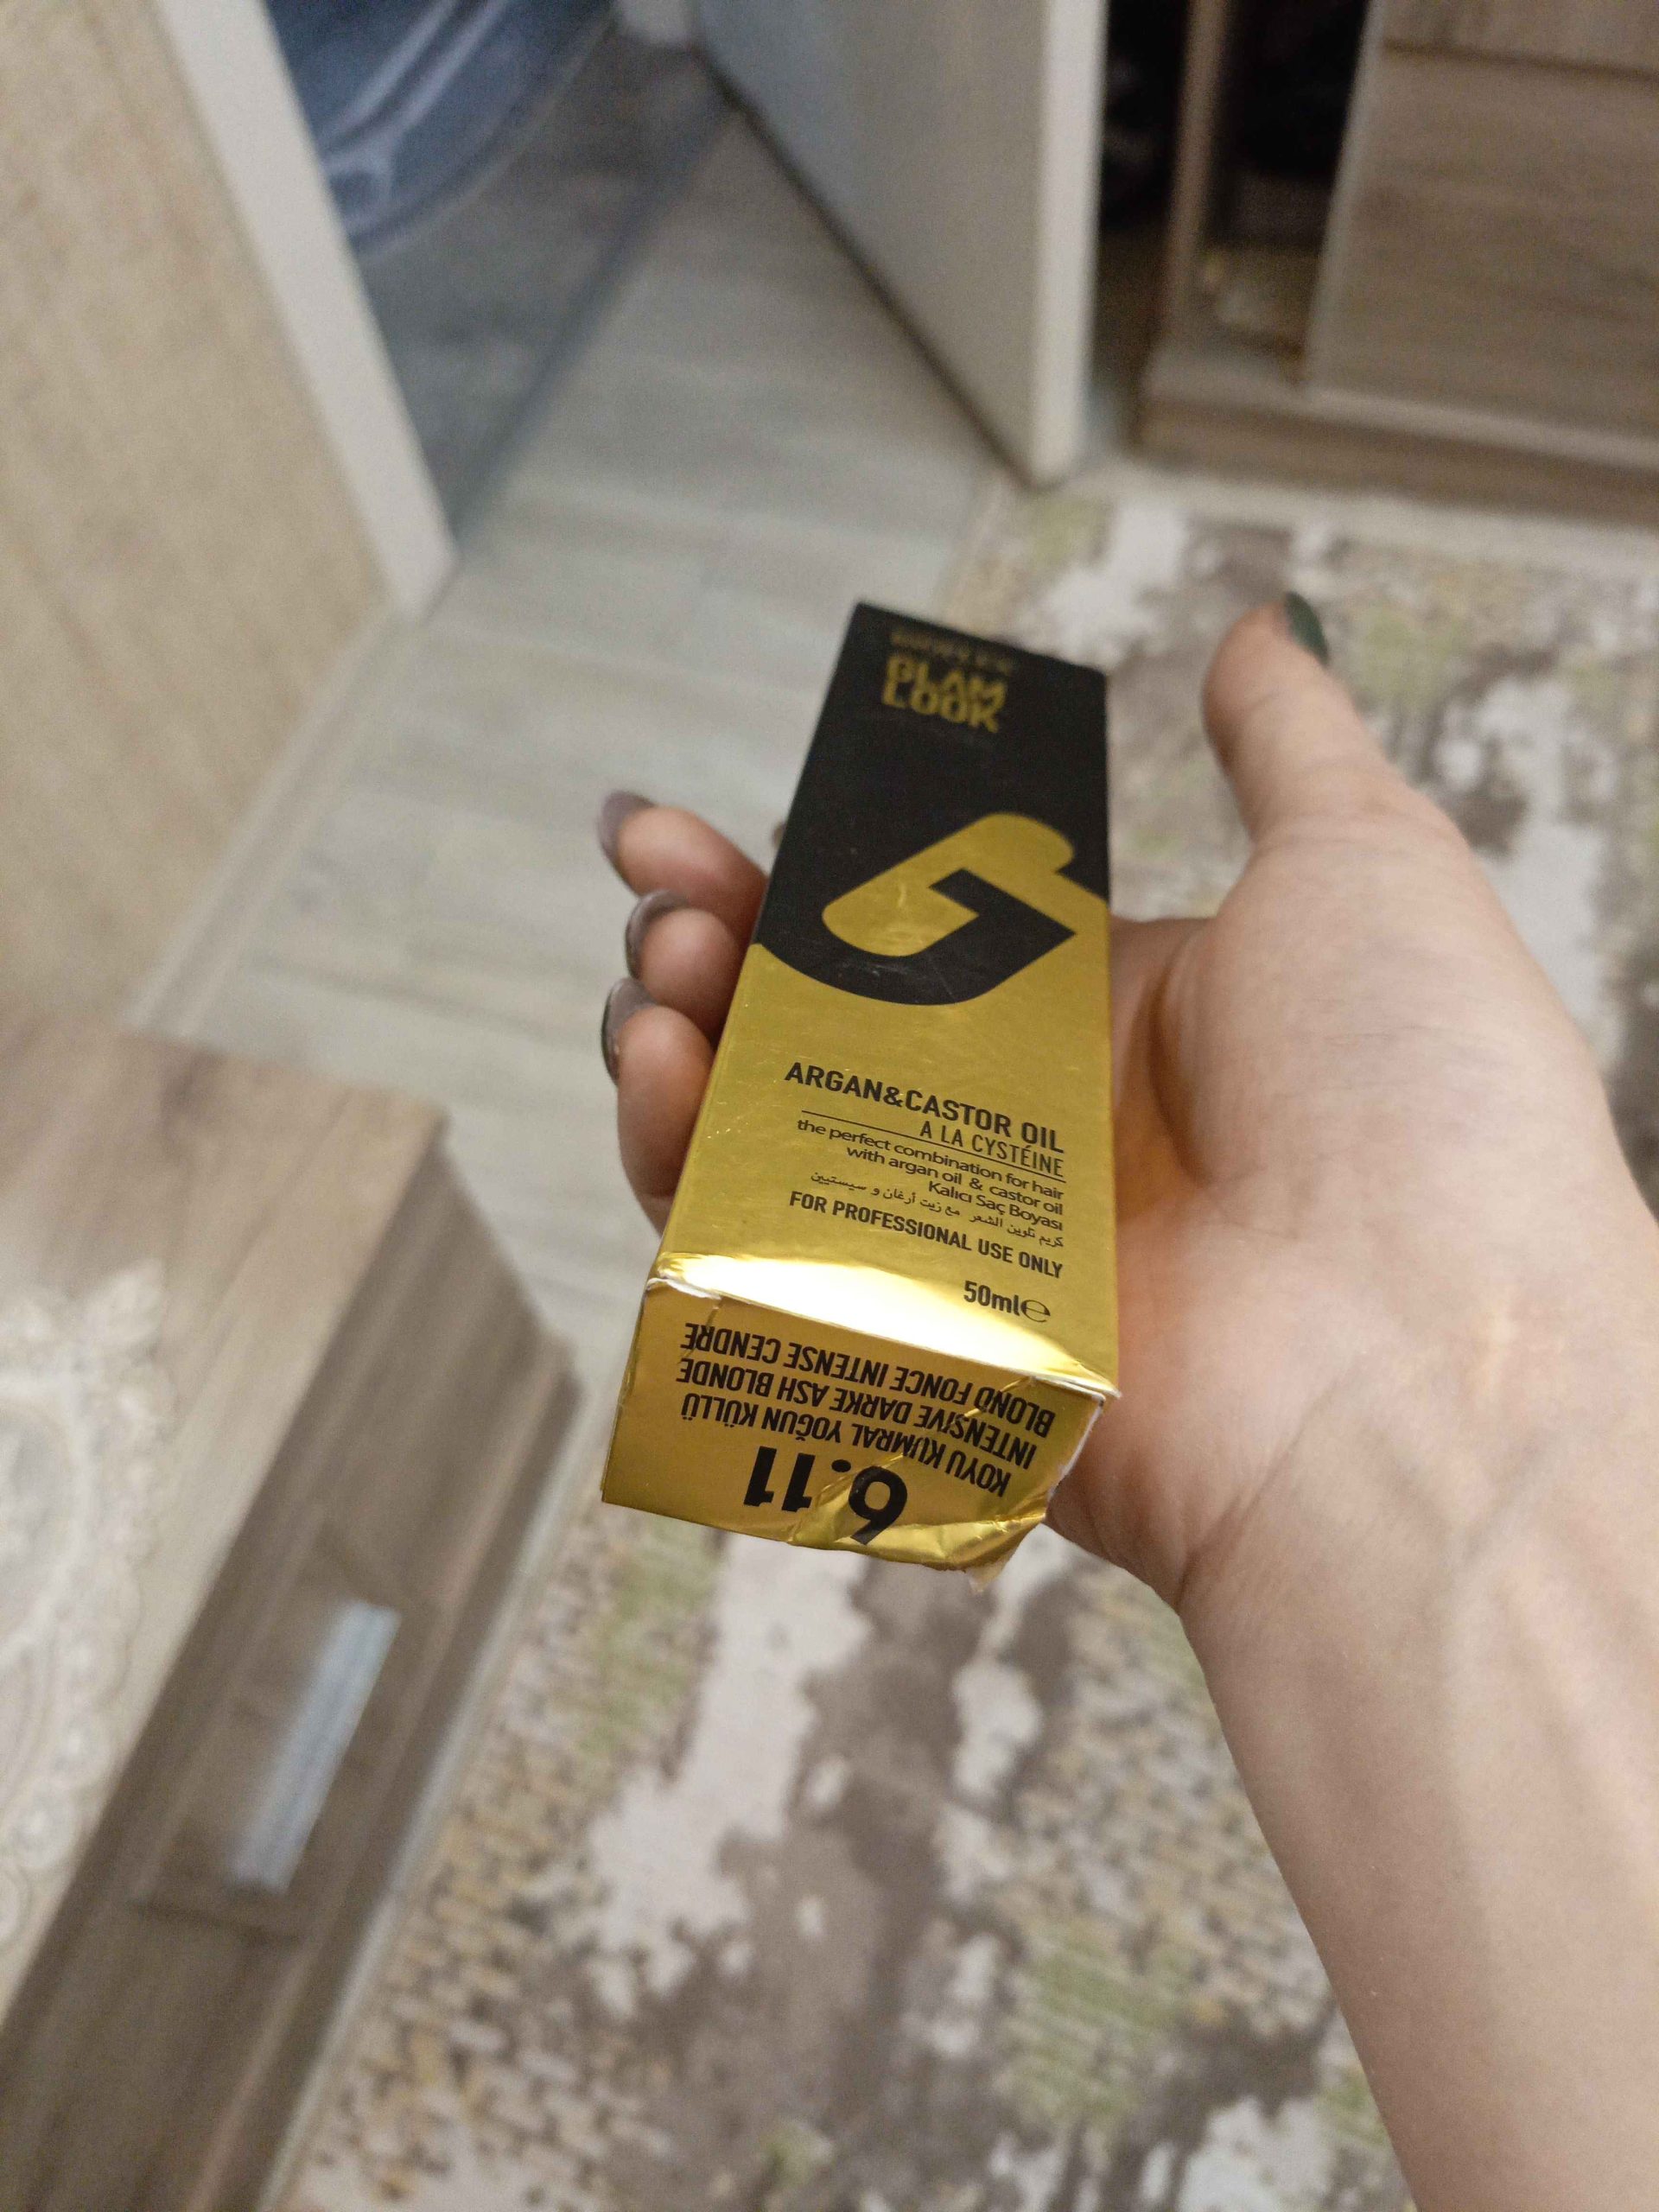 GLAM
LOOK
ARGAN&CASTOR OIL
A LA CYSTÉINE
the perfect combination for hair
with argan oil & castor oil
Kalıcı Saç Boyası
كريم تلوين الشعر مع زيت أرغان و سيستيين
FOR PROFESSIONAL USE ONLY
50ml℮
6.11
KOYU KUMRAL YOĞUN KÜLLÜ
INTENSIVE DARKE ASH BLONDE
BLOND FONCE INTENSE CENDRE